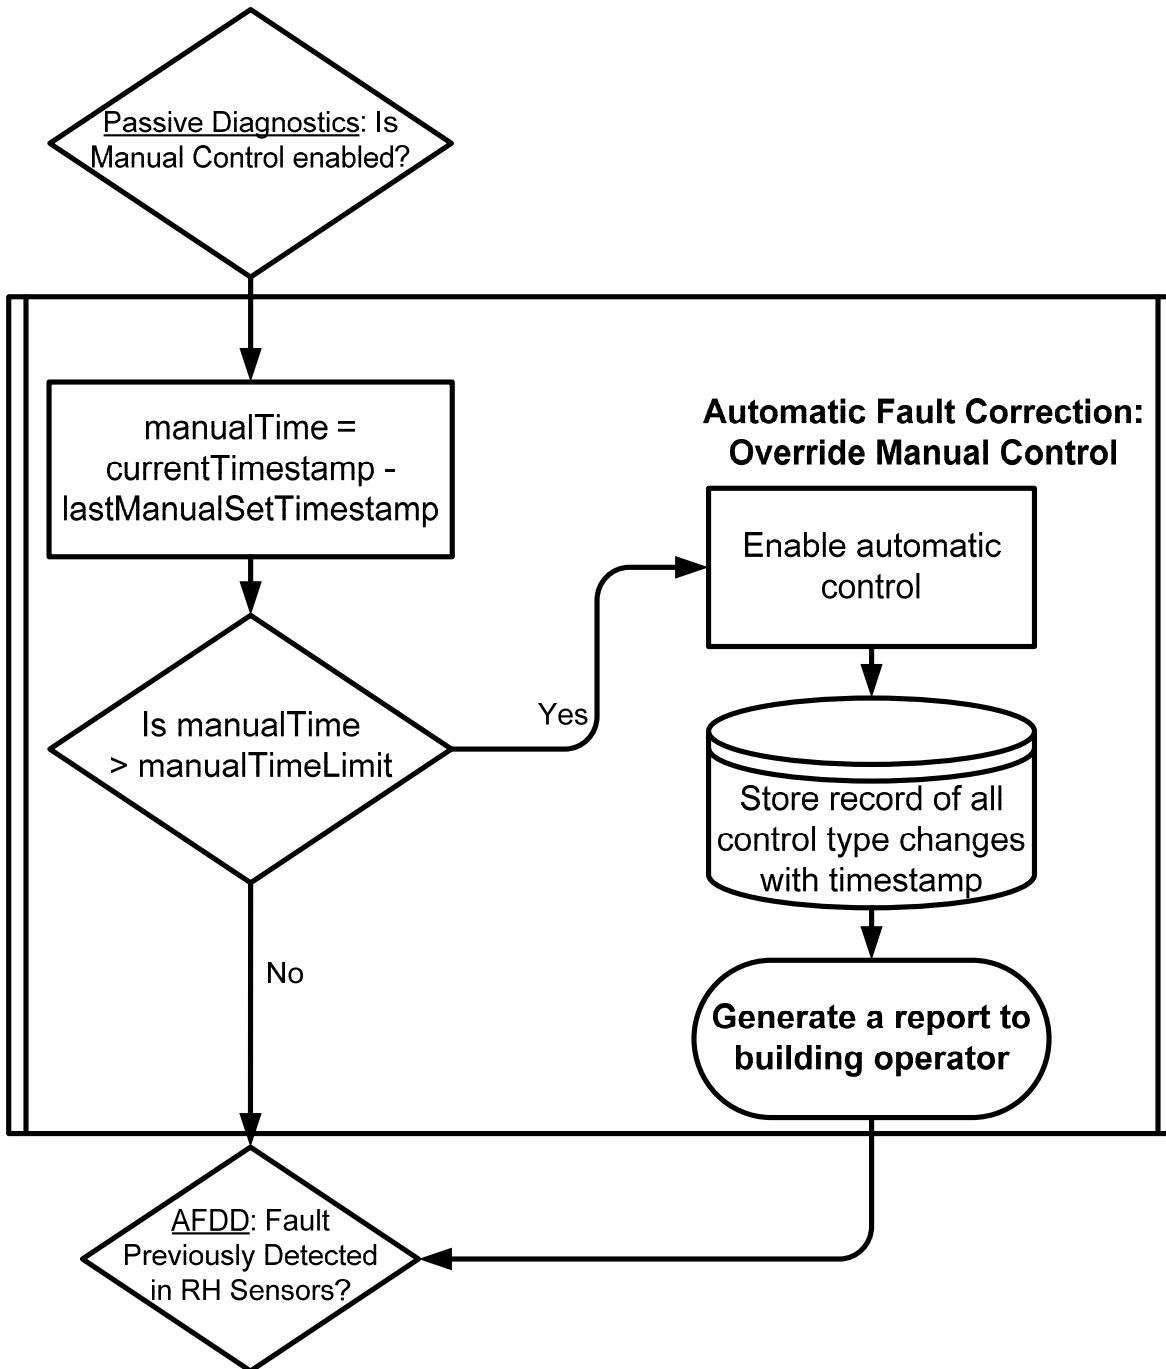 Passive Diagnostics: Is
Manual Control enabled?
manualTime =
currentTimestamp -
lastManualSetTimestamp
Automatic Fault Correction:
Override Manual Control
Enable automatic
control
Is manualTime
> manualTimeLimit
Yes
Store record of all
control type changes
with timestamp
No
Generate a report to
building operator
AFDD: Fault
Previously Detected
in RH Sensors?